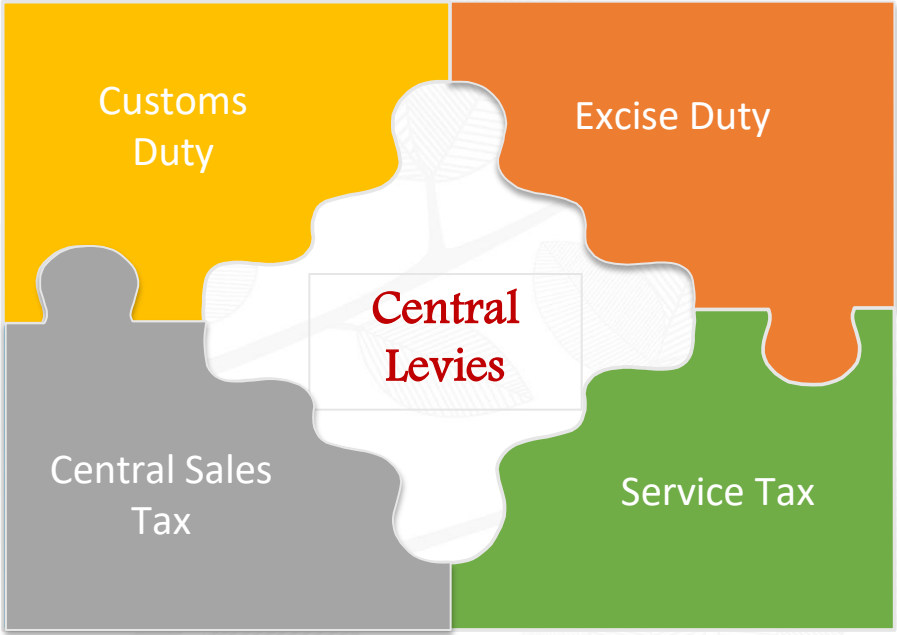 Customs
Duty
Excise Duty
Central
Levies
Central Sales
Tax
Service Tax